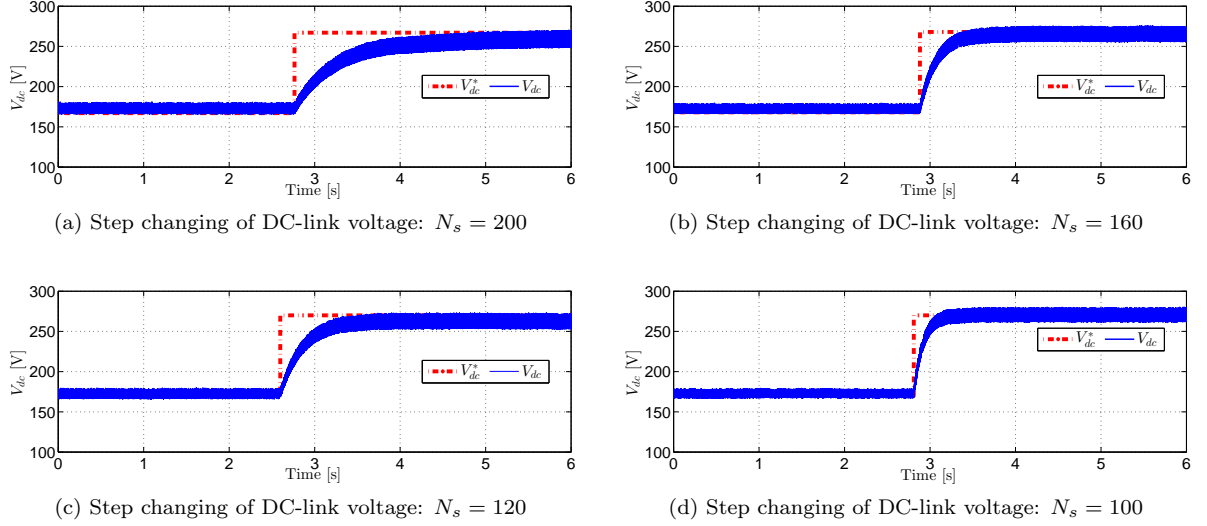 300
250
200
150
100
V_dc [V]
V*_dc V_dc
0 1 2 3 4 5 6
Time [s]
(a) Step changing of DC-link voltage: N_s = 200
300
250
200
150
100
V_dc [V]
V*_dc V_dc
0 1 2 3 4 5 6
Time [s]
(b) Step changing of DC-link voltage: N_s = 160
300
250
200
150
100
V_dc [V]
V*_dc V_dc
0 1 2 3 4 5 6
Time [s]
(c) Step changing of DC-link voltage: N_s = 120
300
250
200
150
100
V_dc [V]
V*_dc V_dc
0 1 2 3 4 5 6
Time [s]
(d) Step changing of DC-link voltage: N_s = 100